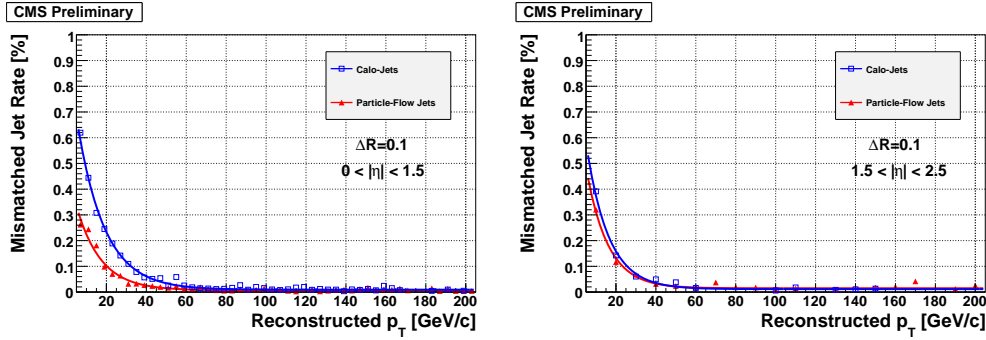 CMS Preliminary
Mismatched Jet Rate [%]
1
0.9
0.8
0.7
0.6
0.5
0.4
0.3
0.2
0.1
0
Calo-Jets
Particle-Flow Jets
ΔR=0.1
0 < |η| < 1.5
20 40 60 80 100 120 140 160 180 200
Reconstructed p_T [GeV/c]
CMS Preliminary
Mismatched Jet Rate [%]
1
0.9
0.8
0.7
0.6
0.5
0.4
0.3
0.2
0.1
0
Calo-Jets
Particle-Flow Jets
ΔR=0.1
1.5 < |η| < 2.5
20 40 60 80 100 120 140 160 180 200
Reconstructed p_T [GeV/c]